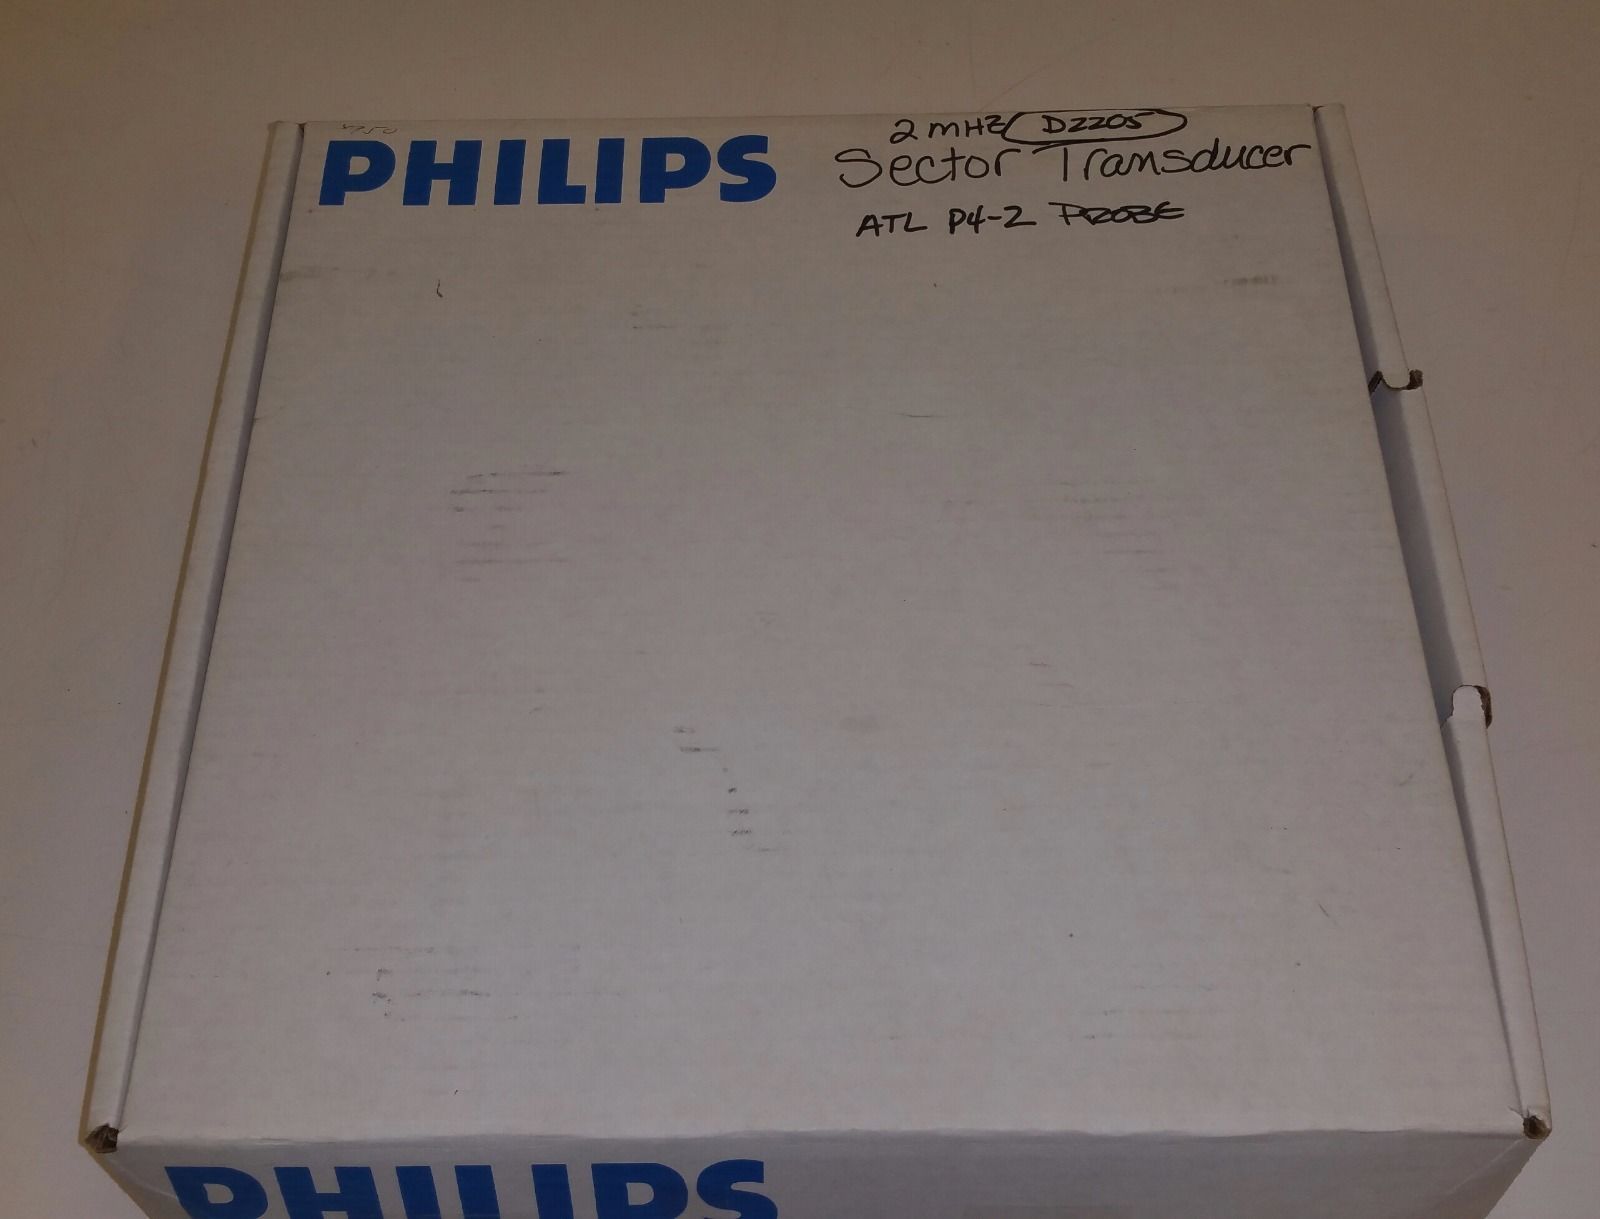 PHILIPS
2 MHZ D2205
Sector Transducer
ATL P4-2 PROBE
PHILIPS